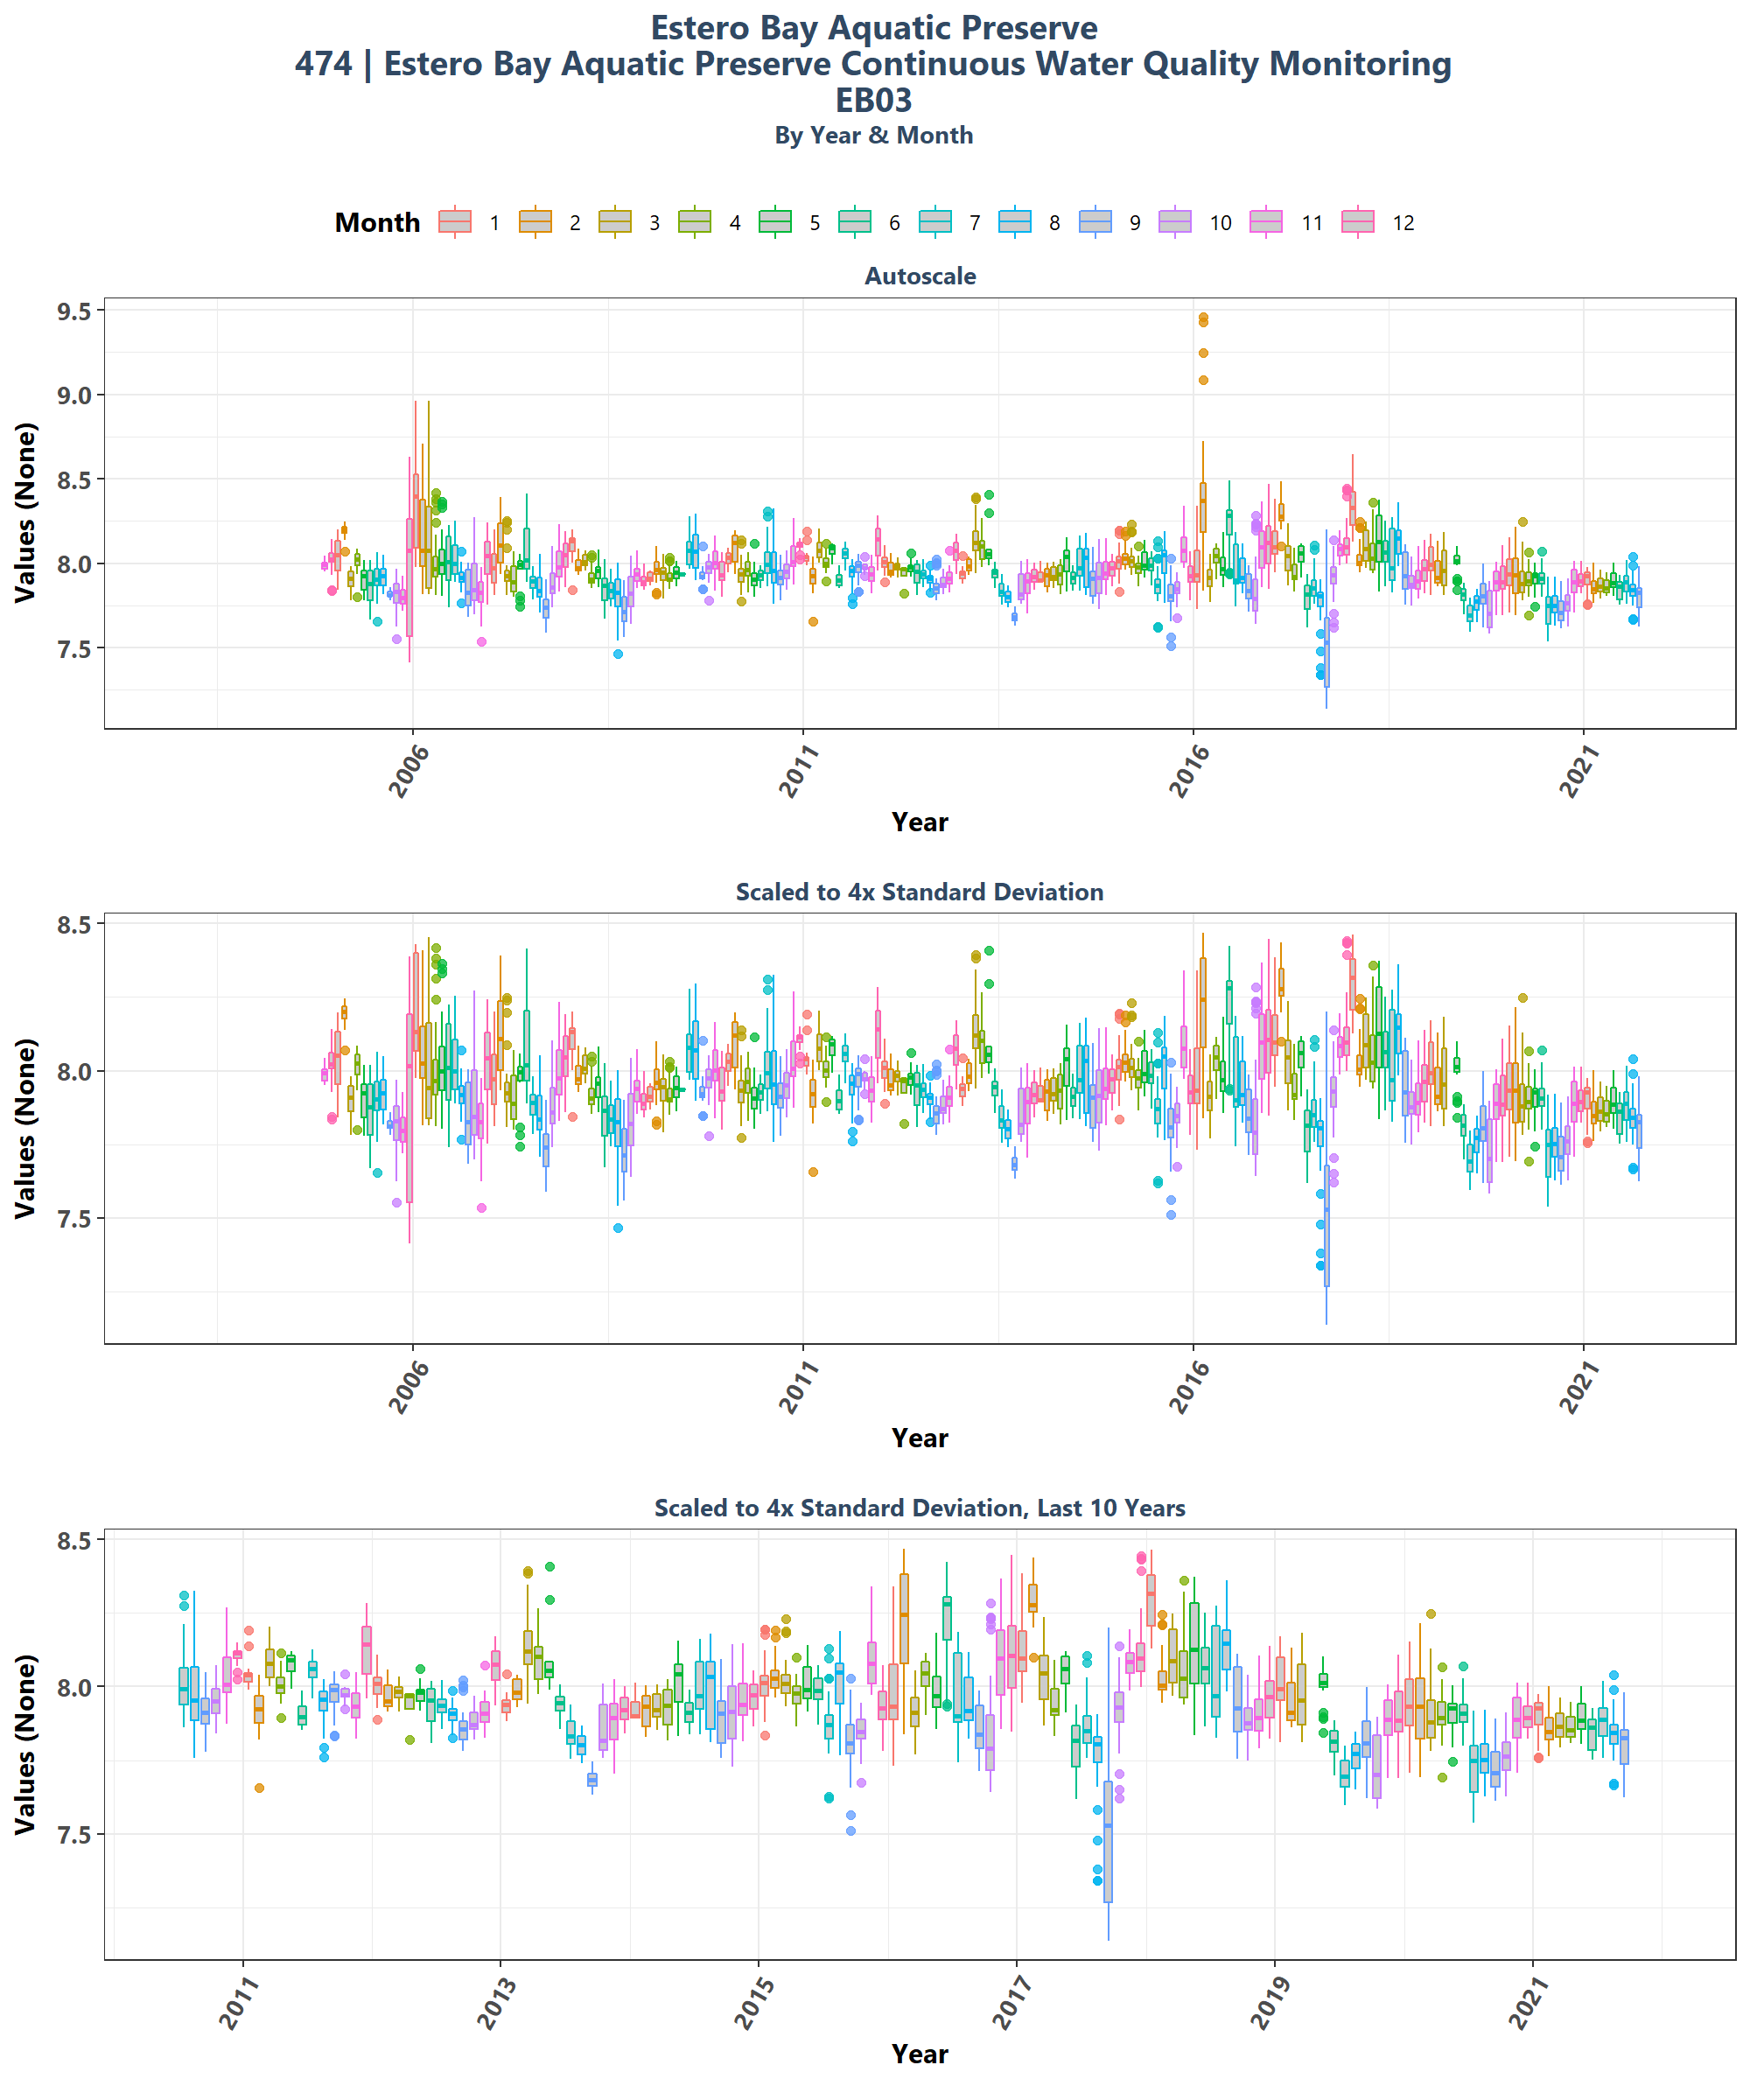 Estero Bay Aquatic Preserve
474 | Estero Bay Aquatic Preserve Continuous Water Quality Monitoring
EB03
By Year & Month
Month 1 2 3 4 5 6 7 8 9 10 11 12
Autoscale
Values (None)
9.5
9.0
8.5
8.0
7.5
2006 2011 2016 2021
Year
Scaled to 4x Standard Deviation
Values (None)
8.5
8.0
7.5
2006 2011 2016 2021
Year
Scaled to 4x Standard Deviation, Last 10 Years
Values (None)
8.5
8.0
7.5
2011 2013 2015 2017 2019 2021
Year